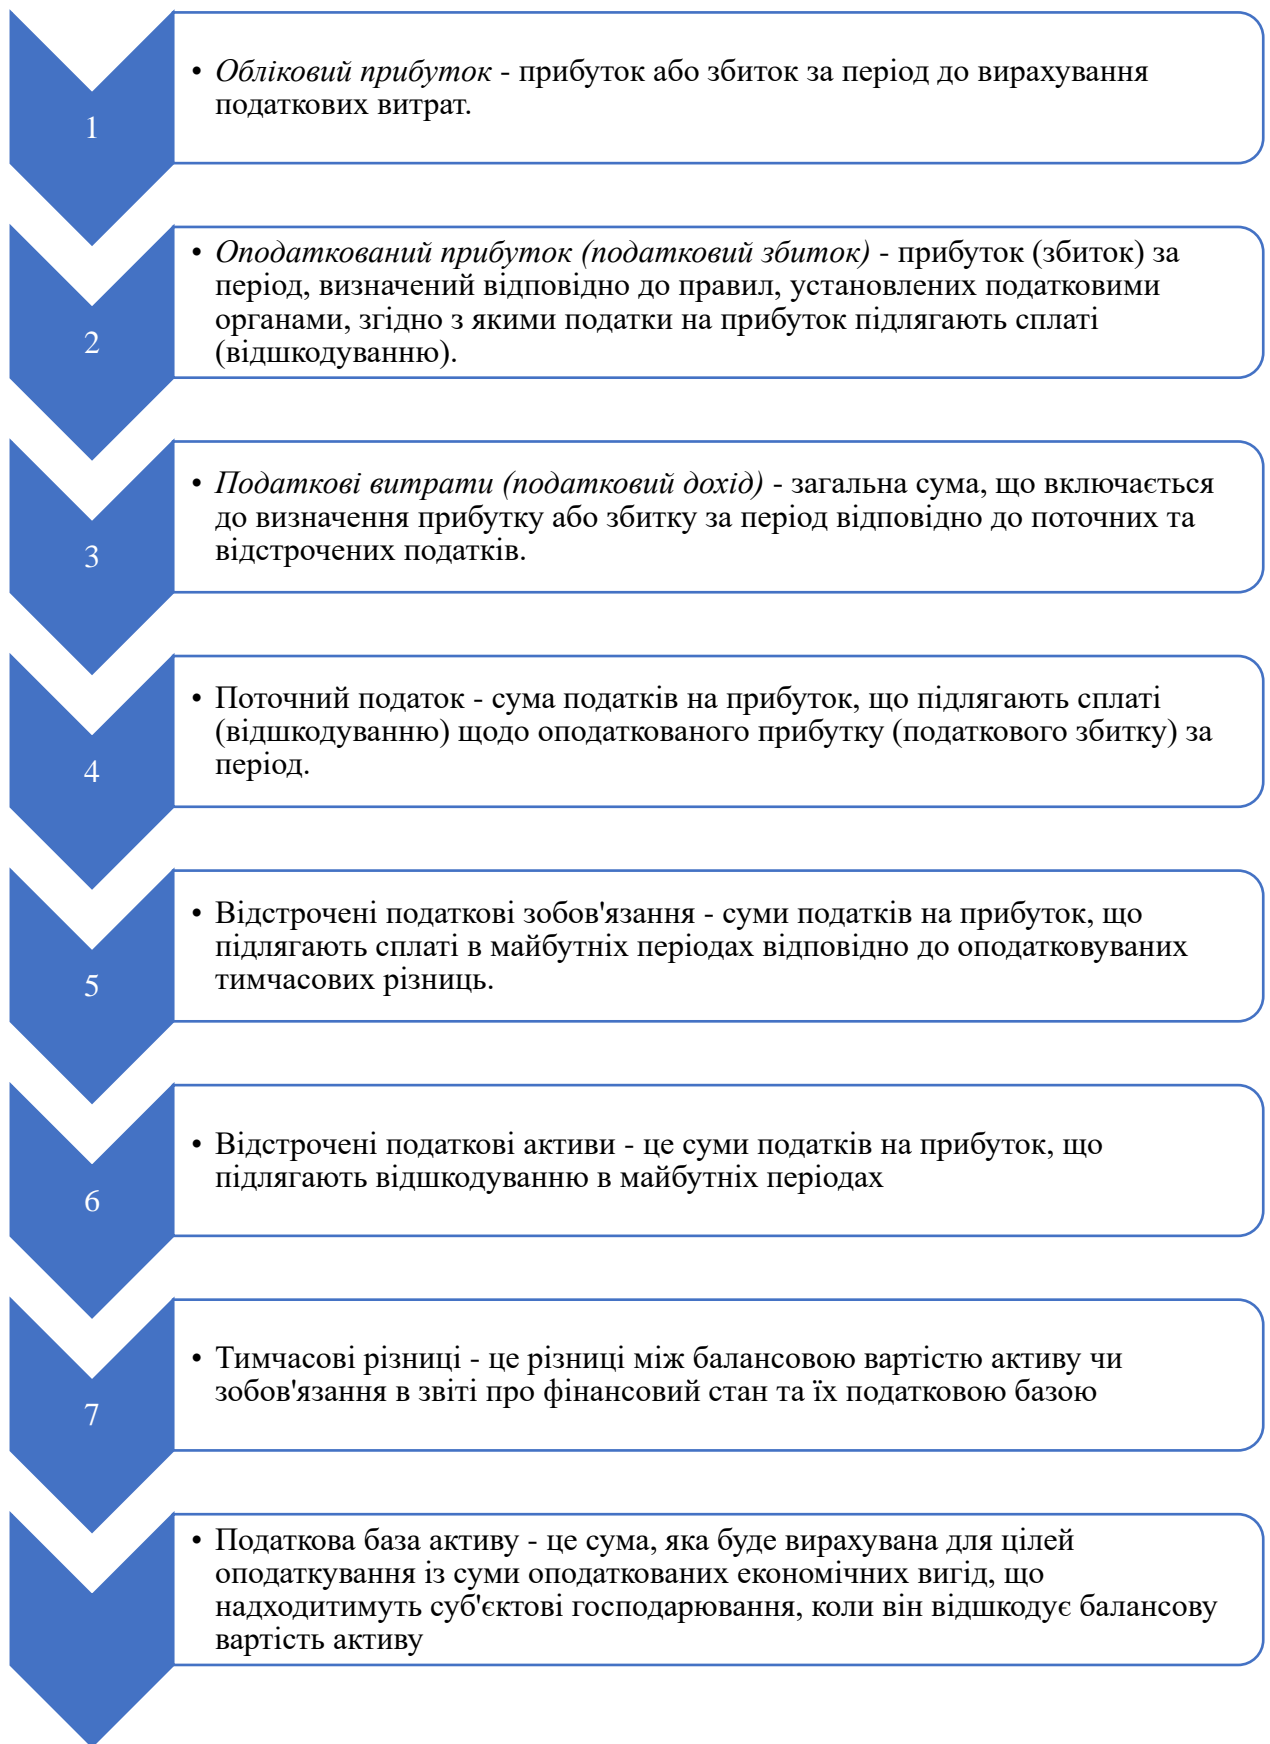 1
• Обліковий прибуток - прибуток або збиток за період до вирахування
податкових витрат.
2
• Оподаткований прибуток (податковий збиток) - прибуток (збиток) за
період, визначений відповідно до правил, установлених податковими
органами, згідно з якими податки на прибуток підлягають сплаті
(відшкодуванню).
3
• Податкові витрати (податковий дохід) - загальна сума, що включається
до визначення прибутку або збитку за період відповідно до поточних та
відстрочених податків.
4
• Поточний податок - сума податків на прибуток, що підлягають сплаті
(відшкодуванню) щодо оподаткованого прибутку (податкового збитку) за
період.
5
• Відстрочені податкові зобов'язання - суми податків на прибуток, що
підлягають сплаті в майбутніх періодах відповідно до оподатковуваних
тимчасових різниць.
6
• Відстрочені податкові активи - це суми податків на прибуток, що
підлягають відшкодуванню в майбутніх періодах
7
• Тимчасові різниці - це різниці між балансовою вартістю активу чи
зобов'язання в звіті про фінансовий стан та їх податковою базою
• Податкова база активу - це сума, яка буде вирахувана для цілей
оподаткування із суми оподаткованих економічних вигід, що
надходитимуть суб'єктові господарювання, коли він відшкодує балансову
вартість активу